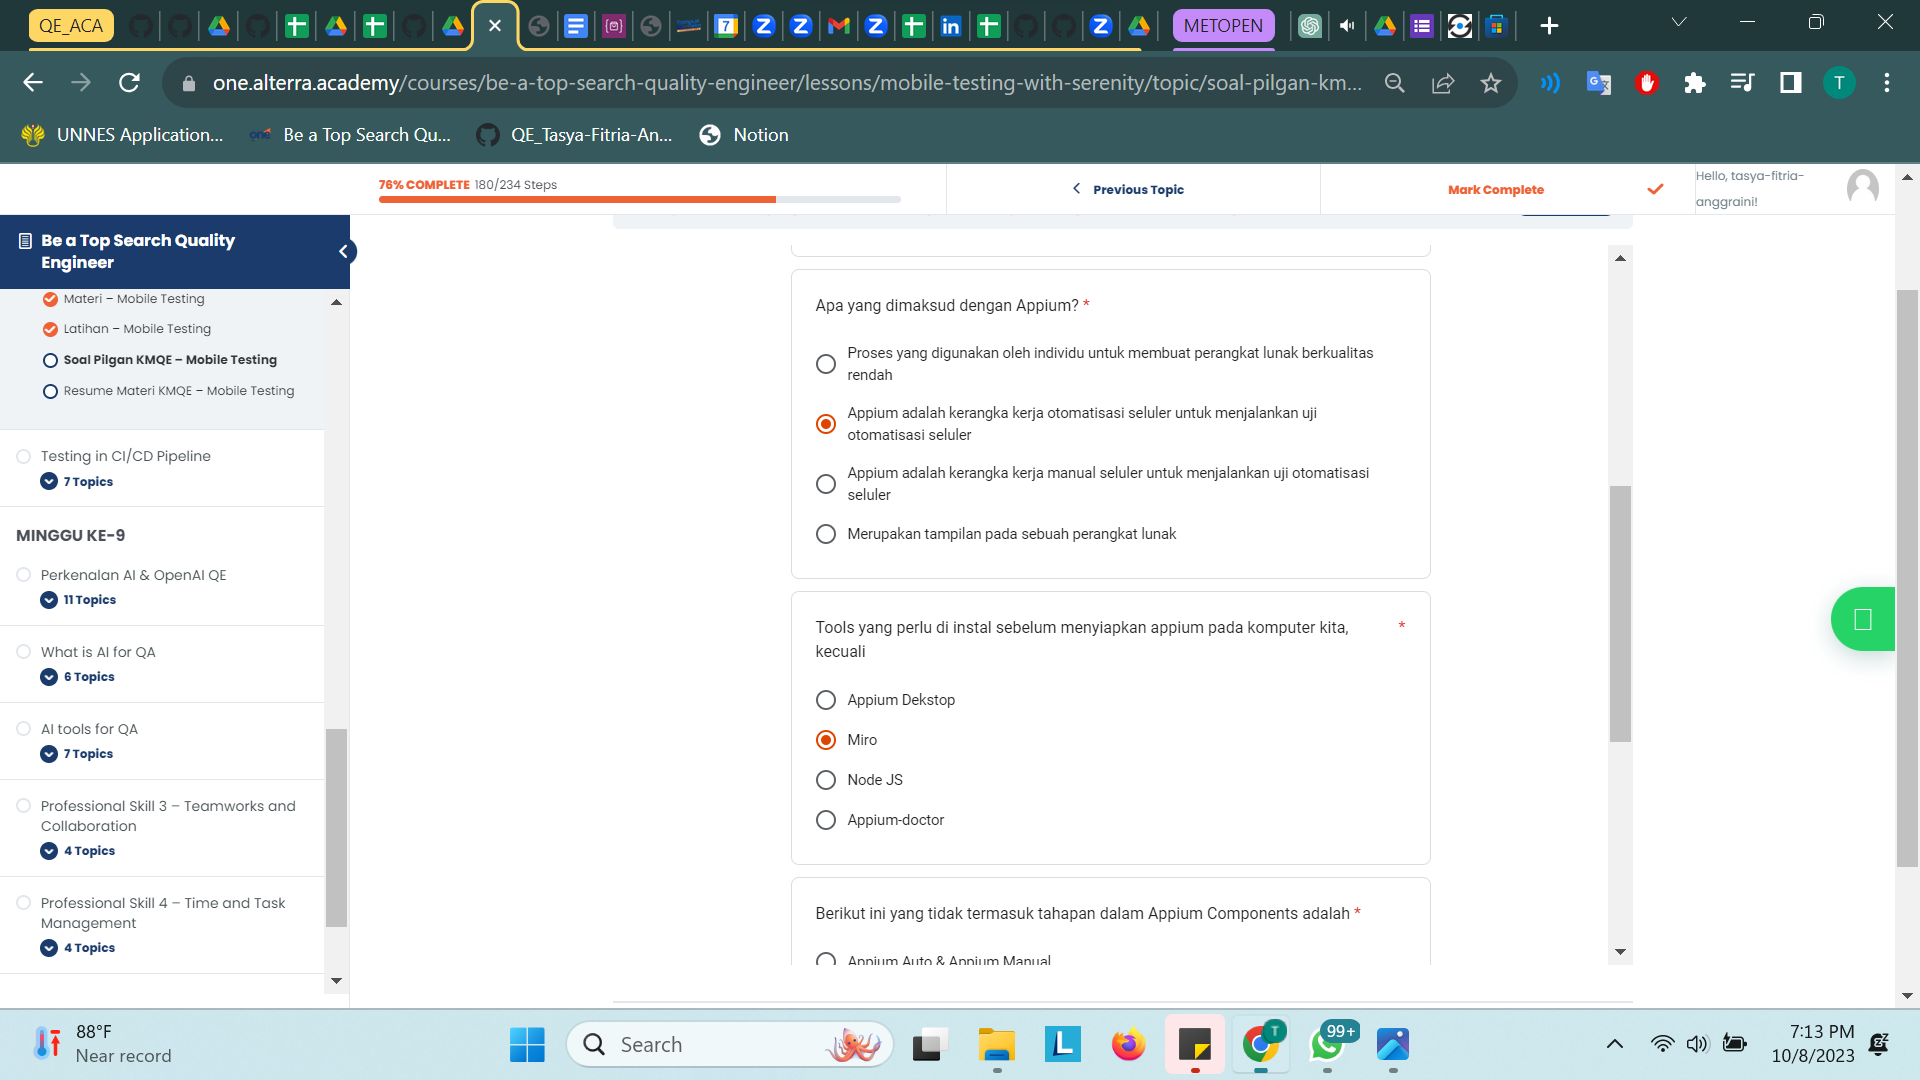 QE_ACA
METOPEN
one.alterra.academy/courses/be-a-top-search-quality-engineer/lessons/mobile-testing-with-serenity/topic/soal-pilgan-km...
T
UNNES Application...
one
Be a Top Search Qu...
QE_Tasya-Fitria-An...
Notion
76% COMPLETE 180/234 Steps
Previous Topic
Mark Complete
Hello, tasya-fitria-
anggraini!
Be a Top Search Quality
Engineer
Materi – Mobile Testing
Latihan – Mobile Testing
Soal Pilgan KMQE – Mobile Testing
Resume Materi KMQE – Mobile Testing
Testing in CI/CD Pipeline
7 Topics
MINGGU KE-9
Perkenalan AI & OpenAI QE
11 Topics
What is AI for QA
6 Topics
AI tools for QA
7 Topics
Professional Skill 3 – Teamworks and
Collaboration
4 Topics
Professional Skill 4 – Time and Task
Management
4 Topics
Apa yang dimaksud dengan Appium? *
Proses yang digunakan oleh individu untuk membuat perangkat lunak berkualitas
rendah
Appium adalah kerangka kerja otomatisasi seluler untuk menjalankan uji
otomatisasi seluler
Appium adalah kerangka kerja manual seluler untuk menjalankan uji otomatisasi
seluler
Merupakan tampilan pada sebuah perangkat lunak
Tools yang perlu di instal sebelum menyiapkan appium pada komputer kita, *
kecuali
Appium Dekstop
Miro
Node JS
Appium-doctor
Berikut ini yang tidak termasuk tahapan dalam Appium Components adalah *
Appium Auto & Appium Manual
88°F
Near record
Search
L
T
99+
7:13 PM
10/8/2023